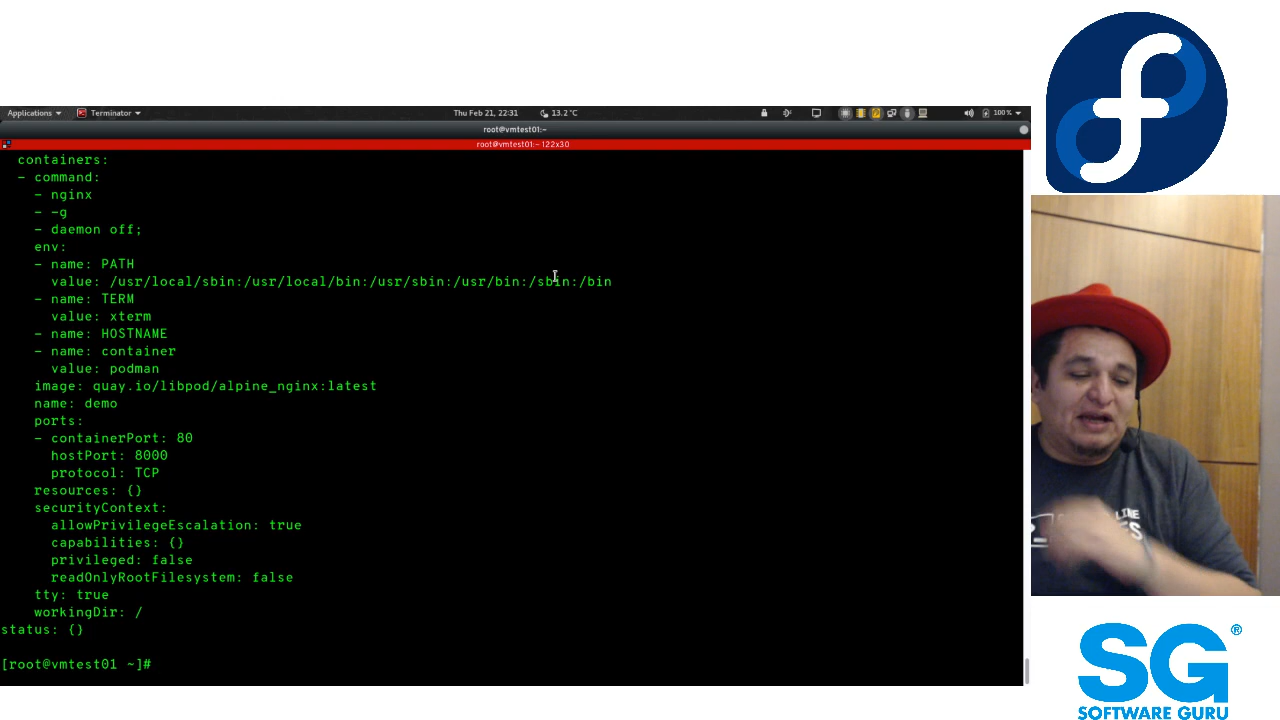 Applications
Terminator
Thu Feb 21, 22:31
13.2°C
100%
root@vmtest01:~
root@vmtest01:~ 122x30
containers:
- command:
- nginx
- -g
- daemon off;
env:
- name: PATH
value: /usr/local/sbin:/usr/local/bin:/usr/sbin:/usr/bin:/sbin:/bin
- name: TERM
value: xterm
- name: HOSTNAME
- name: container
value: podman
image: quay.io/libpod/alpine_nginx:latest
name: demo
ports:
- containerPort: 80
hostPort: 8000
protocol: TCP
resources: {}
securityContext:
allowPrivilegeEscalation: true
capabilities: {}
privileged: false
readOnlyRootFilesystem: false
tty: true
workingDir: /
status: {}
[root@vmtest01 ~]#
SG®
SOFTWARE GURU